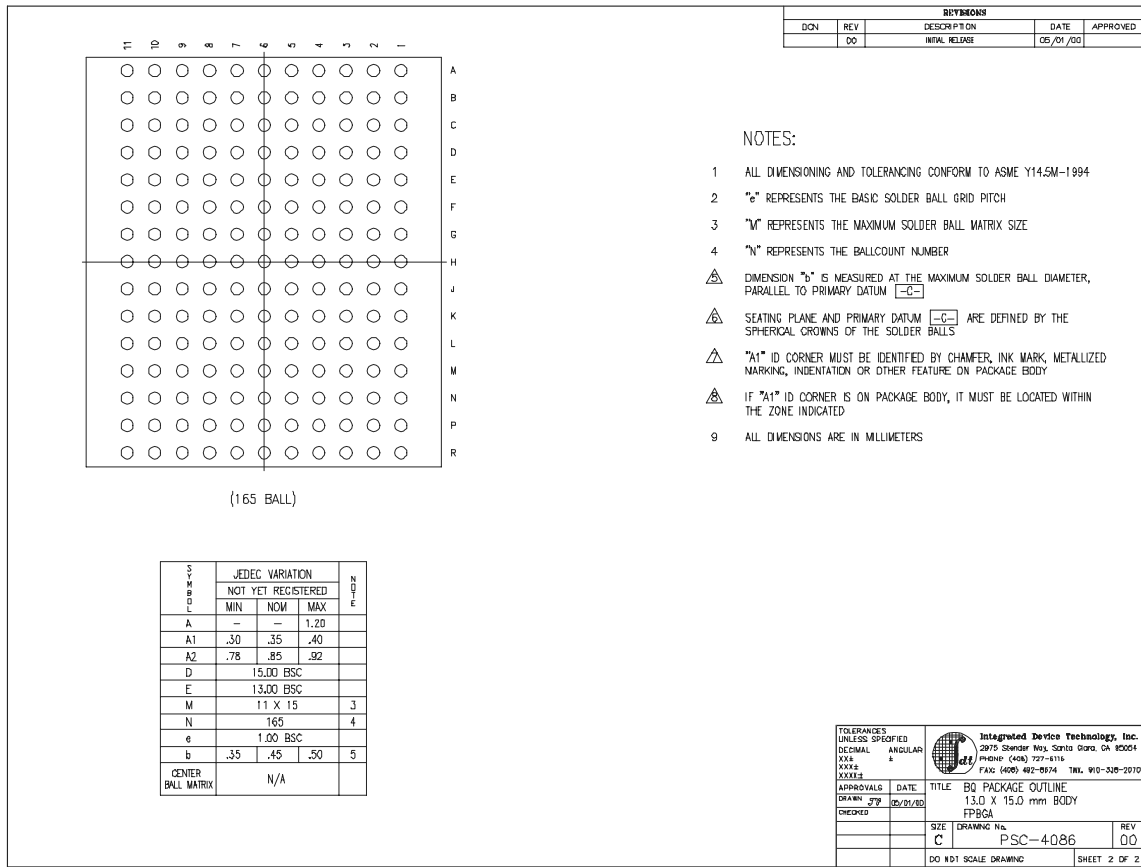 REVISIONS
DCN REV DESCRIPTION DATE APPROVED
00 INITIAL RELEASE 05/01/00
11 10 9 8 7 6 5 4 3 2 1
A
B
C
D
E
F
G
H
J
K
L
M
N
P
R
(165 BALL)
NOTES:
1 ALL DIMENSIONING AND TOLERANCING CONFORM TO ASME Y14.5M-1994
2 "e" REPRESENTS THE BASIC SOLDER BALL GRID PITCH
3 "M" REPRESENTS THE MAXIMUM SOLDER BALL MATRIX SIZE
4 "N" REPRESENTS THE BALLCOUNT NUMBER
5 DIMENSION "b" IS MEASURED AT THE MAXIMUM SOLDER BALL DIAMETER,
PARALLEL TO PRIMARY DATUM -C-
6 SEATING PLANE AND PRIMARY DATUM -C- ARE DEFINED BY THE
SPHERICAL CROWNS OF THE SOLDER BALLS
7 "A1" ID CORNER MUST BE IDENTIFIED BY CHAMFER, INK MARK, METALLIZED
MARKING, INDENTATION OR OTHER FEATURE ON PACKAGE BODY
8 IF "A1" ID CORNER IS ON PACKAGE BODY, IT MUST BE LOCATED WITHIN
THE ZONE INDICATED
9 ALL DIMENSIONS ARE IN MILLIMETERS
SYMBOL JEDEC VARIATION NOTE
NOT YET REGISTERED
MIN NOM MAX
A – – 1.20
A1 .30 .35 .40
A2 .78 .85 .92
D 15.00 BSC
E 13.00 BSC
M 11 X 15 3
N 165 4
e 1.00 BSC
b .35 .45 .50 5
CENTER
BALL MATRIX N/A
TOLERANCES
UNLESS SPECIFIED
DECIMAL ANGULAR
XX± ±
XXX±
XXXX±
idt
Integrated Device Technology, Inc.
2975 Stender Way, Santa Clara, CA 95054
PHONE: (408) 727-6116
FAX: (408) 492-8674 TWX: 910-338-2070
APPROVALS DATE
DRAWN 05/01/00
CHECKED
TITLE BQ PACKAGE OUTLINE
13.0 X 15.0 mm BODY
FPBGA
SIZE DRAWING No. REV
C PSC-4086 00
DO NOT SCALE DRAWING SHEET 2 OF 2